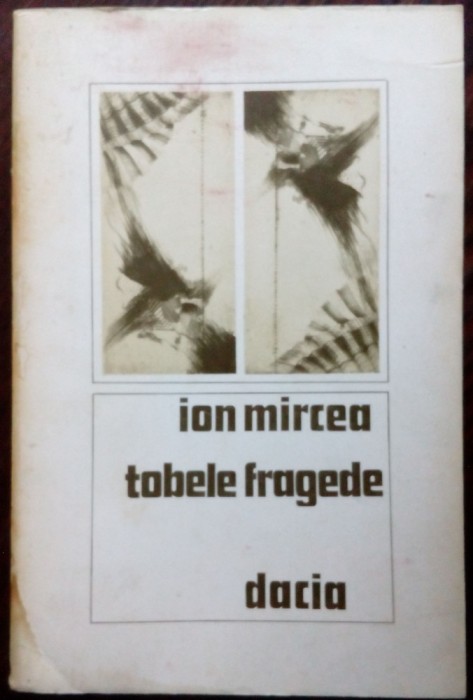 ion mircea
tobele fragede
dacia